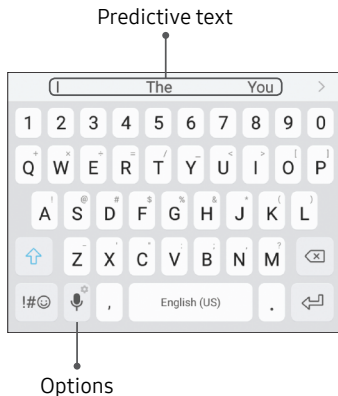 Predictive text
I The You >
1 2 3 4 5 6 7 8 9 0
+ × ÷ = / _ < > [ ]
Q W E R T Y U I O P
! @ # $ % & * ( )
A S D F G H J K L
- ' " : ; , ?
Z X C V B N M
!#☺ , English (US) .
Options